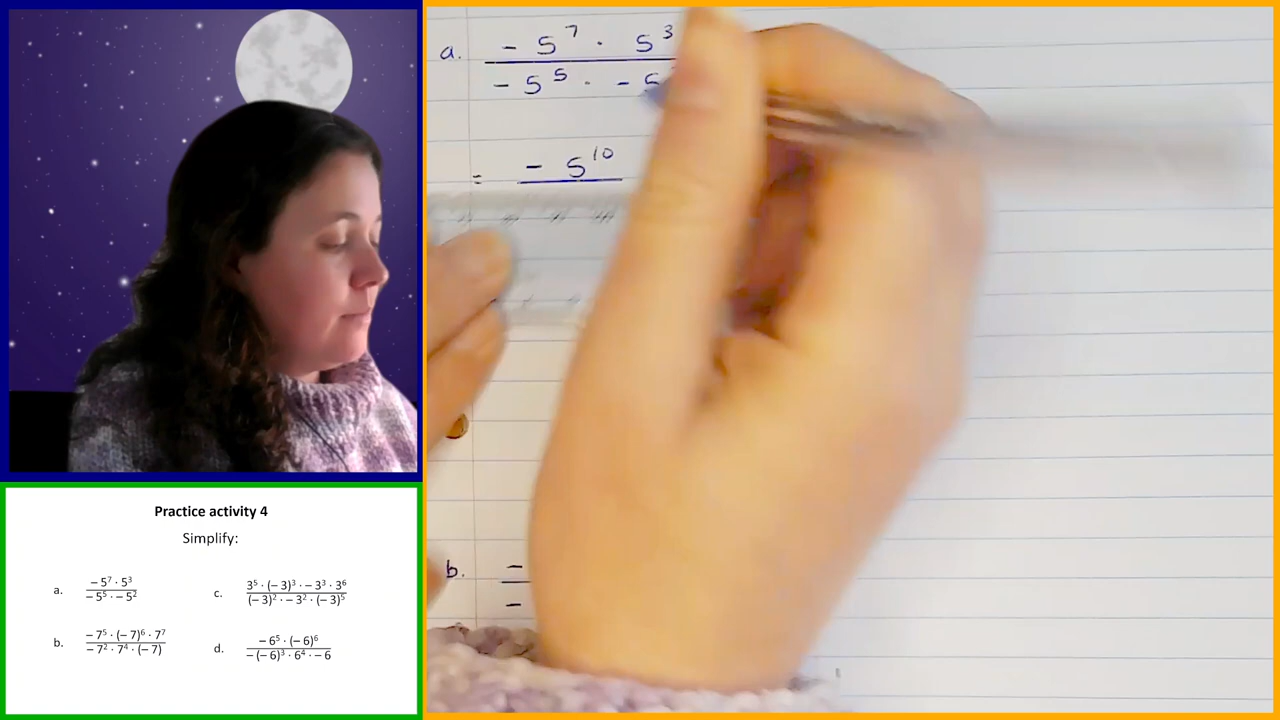 Practice activity 4
Simplify:
a. (− 5⁷ · 5³) / (− 5⁵ · − 5²)
c. (3⁵ · (− 3)³ · − 3³ · 3⁶) / ((− 3)² · − 3² · (− 3)⁵)
b. (− 7⁵ · (− 7)⁶ · 7⁷) / (− 7² · 7⁴ · (− 7))
d. (− 6⁵ · (− 6)⁶) / (− (− 6)³ · 6⁴ · − 6)
a. − 5⁷ · 5³
− 5⁵ · − 5
= − 5¹⁰
b. −
−